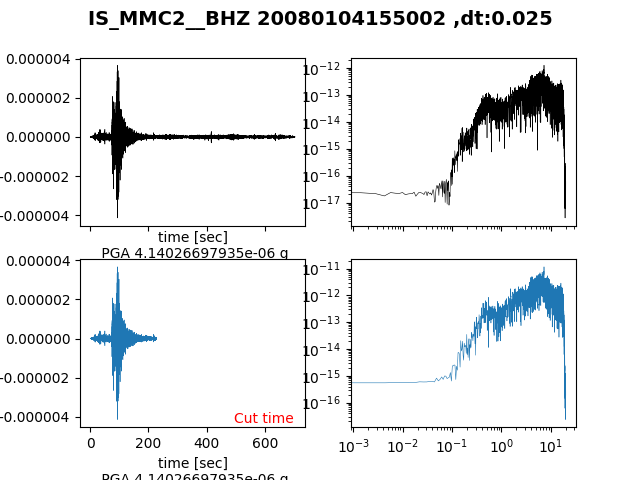 IS_MMC2__BHZ 20080104155002 ,dt:0.025
0.000004
0.000002
0.000000
-0.000002
-0.000004
time [sec]
PGA 4.14026697935e-06 g
10⁻¹²
10⁻¹³
10⁻¹⁴
10⁻¹⁵
10⁻¹⁶
10⁻¹⁷
0.000004
0.000002
0.000000
-0.000002
-0.000004
Cut time
0 200 400 600
time [sec]
PGA 4.14026697935e-06 g
10⁻¹¹
10⁻¹²
10⁻¹³
10⁻¹⁴
10⁻¹⁵
10⁻¹⁶
10⁻³ 10⁻² 10⁻¹ 10⁰ 10¹